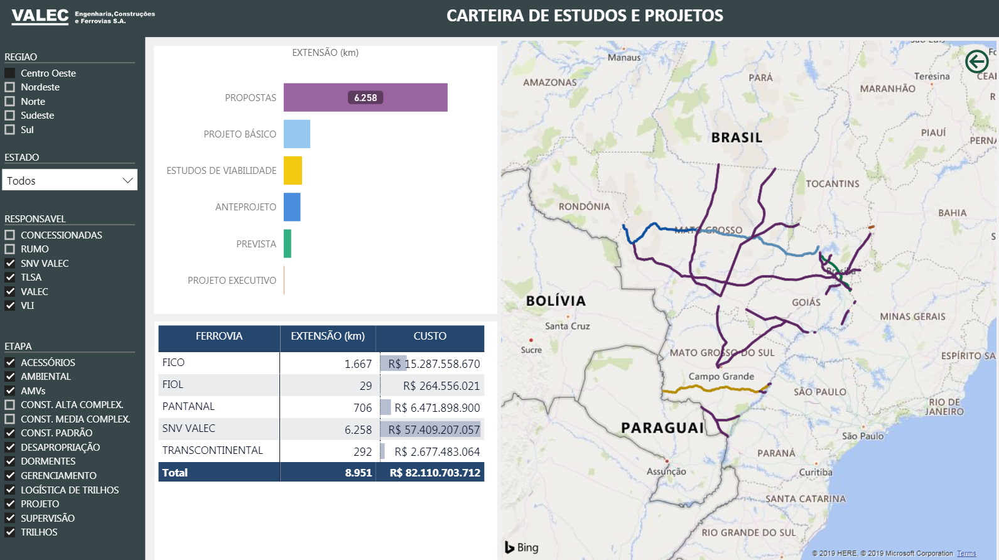 VALEC Engenharia, Construções
e Ferrovias S.A.
CARTEIRA DE ESTUDOS E PROJETOS
REGIAO
Centro Oeste
Nordeste
Norte
Sudeste
Sul
ESTADO
Todos
RESPONSAVEL
CONCESSIONADAS
RUMO
SNV VALEC
TLSA
VALEC
VLI
ETAPA
ACESSÓRIOS
AMBIENTAL
AMVs
CONST. ALTA COMPLEX.
CONST. MEDIA COMPLEX.
CONST. PADRÃO
DESAPROPRIAÇÃO
DORMENTES
GERENCIAMENTO
LOGÍSTICA DE TRILHOS
PROJETO
SUPERVISÃO
TRILHOS
EXTENSÃO (km)
PROPOSTAS 6.258
PROJETO BÁSICO
ESTUDOS DE VIABILIDADE
ANTEPROJETO
PREVISTA
PROJETO EXECUTIVO
FERROVIA EXTENSÃO (km) CUSTO
FICO 1.667 R$ 15.287.558.670
FIOL 29 R$ 264.556.021
PANTANAL 706 R$ 6.471.898.900
SNV VALEC 6.258 R$ 57.409.207.057
TRANSCONTINENTAL 292 R$ 2.677.483.064
Total 8.951 R$ 82.110.703.712
Manaus
AMAZONAS
PARÁ
Teresina
MARANHÃO
PIAUÍ
BRASIL
TOCANTINS
RONDÔNIA
BAHIA
MATO GROSSO
Brasília
BOLÍVIA
GOIÁS
Santa Cruz
MINAS GERAIS
Sucre
MATO GROSSO DO SUL
ESPÍRITO SA
Campo Grande
SÃO PAULO
RIO DE
JANEIRO
PARAGUAI
São Paulo
PARANÁ
Assunção
Curitiba
SANTA CATARINA
RIO GRANDE DO SUL
Bing
© 2019 HERE, © 2019 Microsoft Corporation Terms